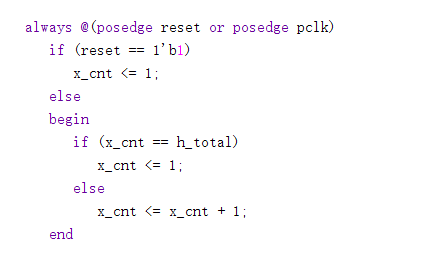 always @(posedge reset or posedge pclk)
if (reset == 1'b1)
x_cnt <= 1;
else
begin
if (x_cnt == h_total)
x_cnt <= 1;
else
x_cnt <= x_cnt + 1;
end